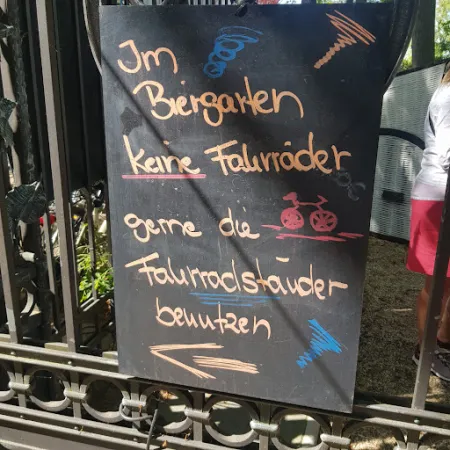 Im
Biergarten
keine Fahrräder
gerne die
Fahrradständer
benutzen